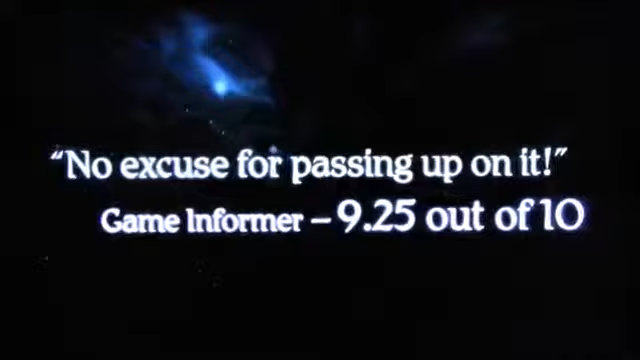 “No excuse for passing up on it!”
Game Informer – 9.25 out of 10